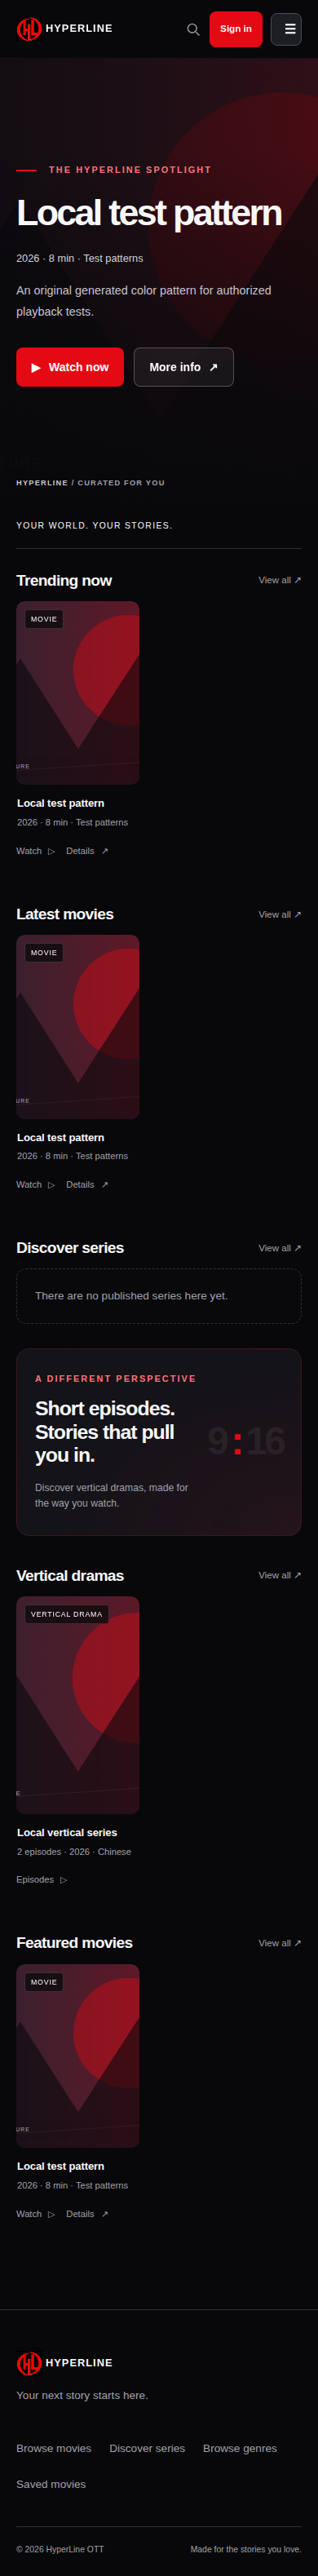 HYPERLINE
Sign in
THE HYPERLINE SPOTLIGHT
Local test pattern
2026 · 8 min · Test patterns
An original generated color pattern for authorized
playback tests.
▶ Watch now
More info ↗
HYPERLINE / CURATED FOR YOU
YOUR WORLD. YOUR STORIES.
Trending now
View all ↗
MOVIE
URE
Local test pattern
2026 · 8 min · Test patterns
Watch ▷ Details ↗
Latest movies
View all ↗
MOVIE
URE
Local test pattern
2026 · 8 min · Test patterns
Watch ▷ Details ↗
Discover series
View all ↗
There are no published series here yet.
A DIFFERENT PERSPECTIVE
Short episodes.
Stories that pull
you in.
9:16
Discover vertical dramas, made for
the way you watch.
Vertical dramas
View all ↗
VERTICAL DRAMA
E
Local vertical series
2 episodes · 2026 · Chinese
Episodes ▷
Featured movies
View all ↗
MOVIE
URE
Local test pattern
2026 · 8 min · Test patterns
Watch ▷ Details ↗
HYPERLINE
Your next story starts here.
Browse movies Discover series Browse genres
Saved movies
© 2026 HyperLine OTT
Made for the stories you love.